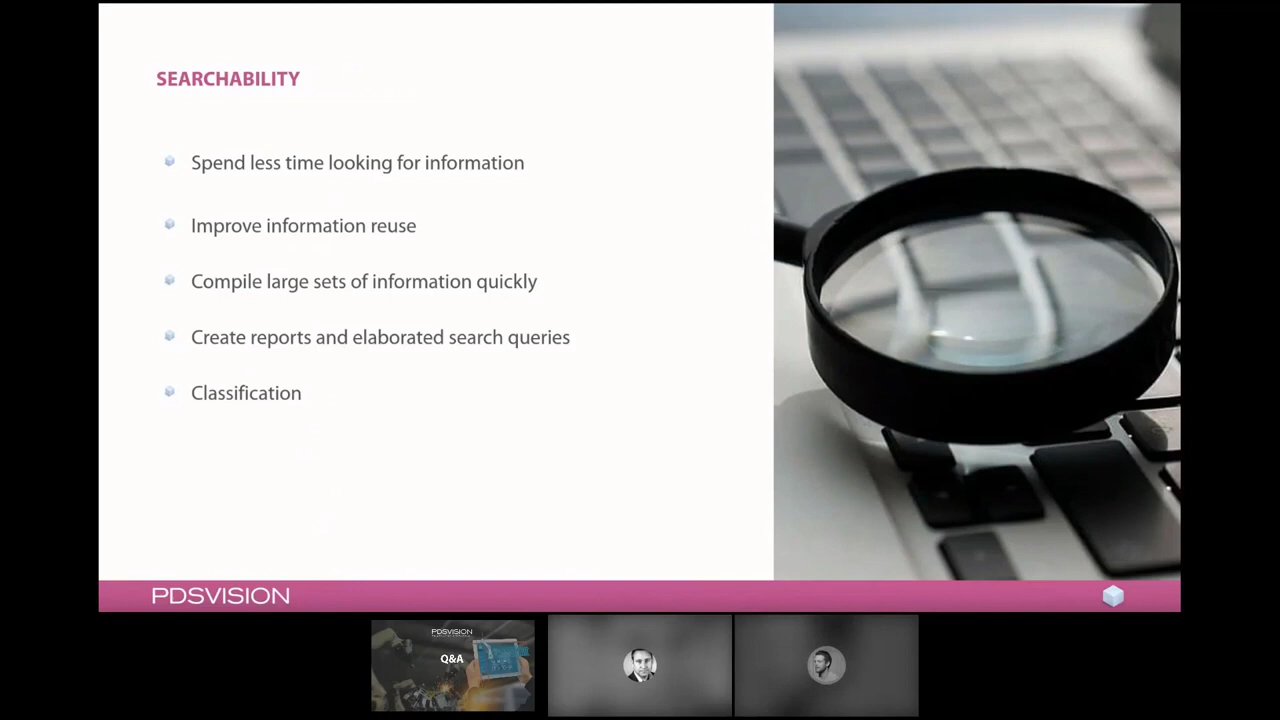 SEARCHABILITY
Spend less time looking for information
Improve information reuse
Compile large sets of information quickly
Create reports and elaborated search queries
Classification
PDSVISION
PDSVISION
Q&A